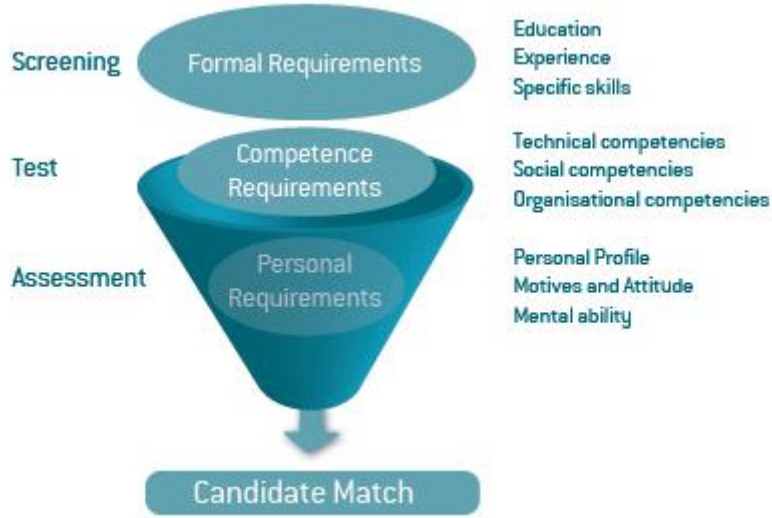 Screening
Formal Requirements
Education
Experience
Specific skills
Test
Competence
Requirements
Technical competencies
Social competencies
Organisational competencies
Assessment
Personal
Requirements
Personal Profile
Motives and Attitude
Mental ability
Candidate Match